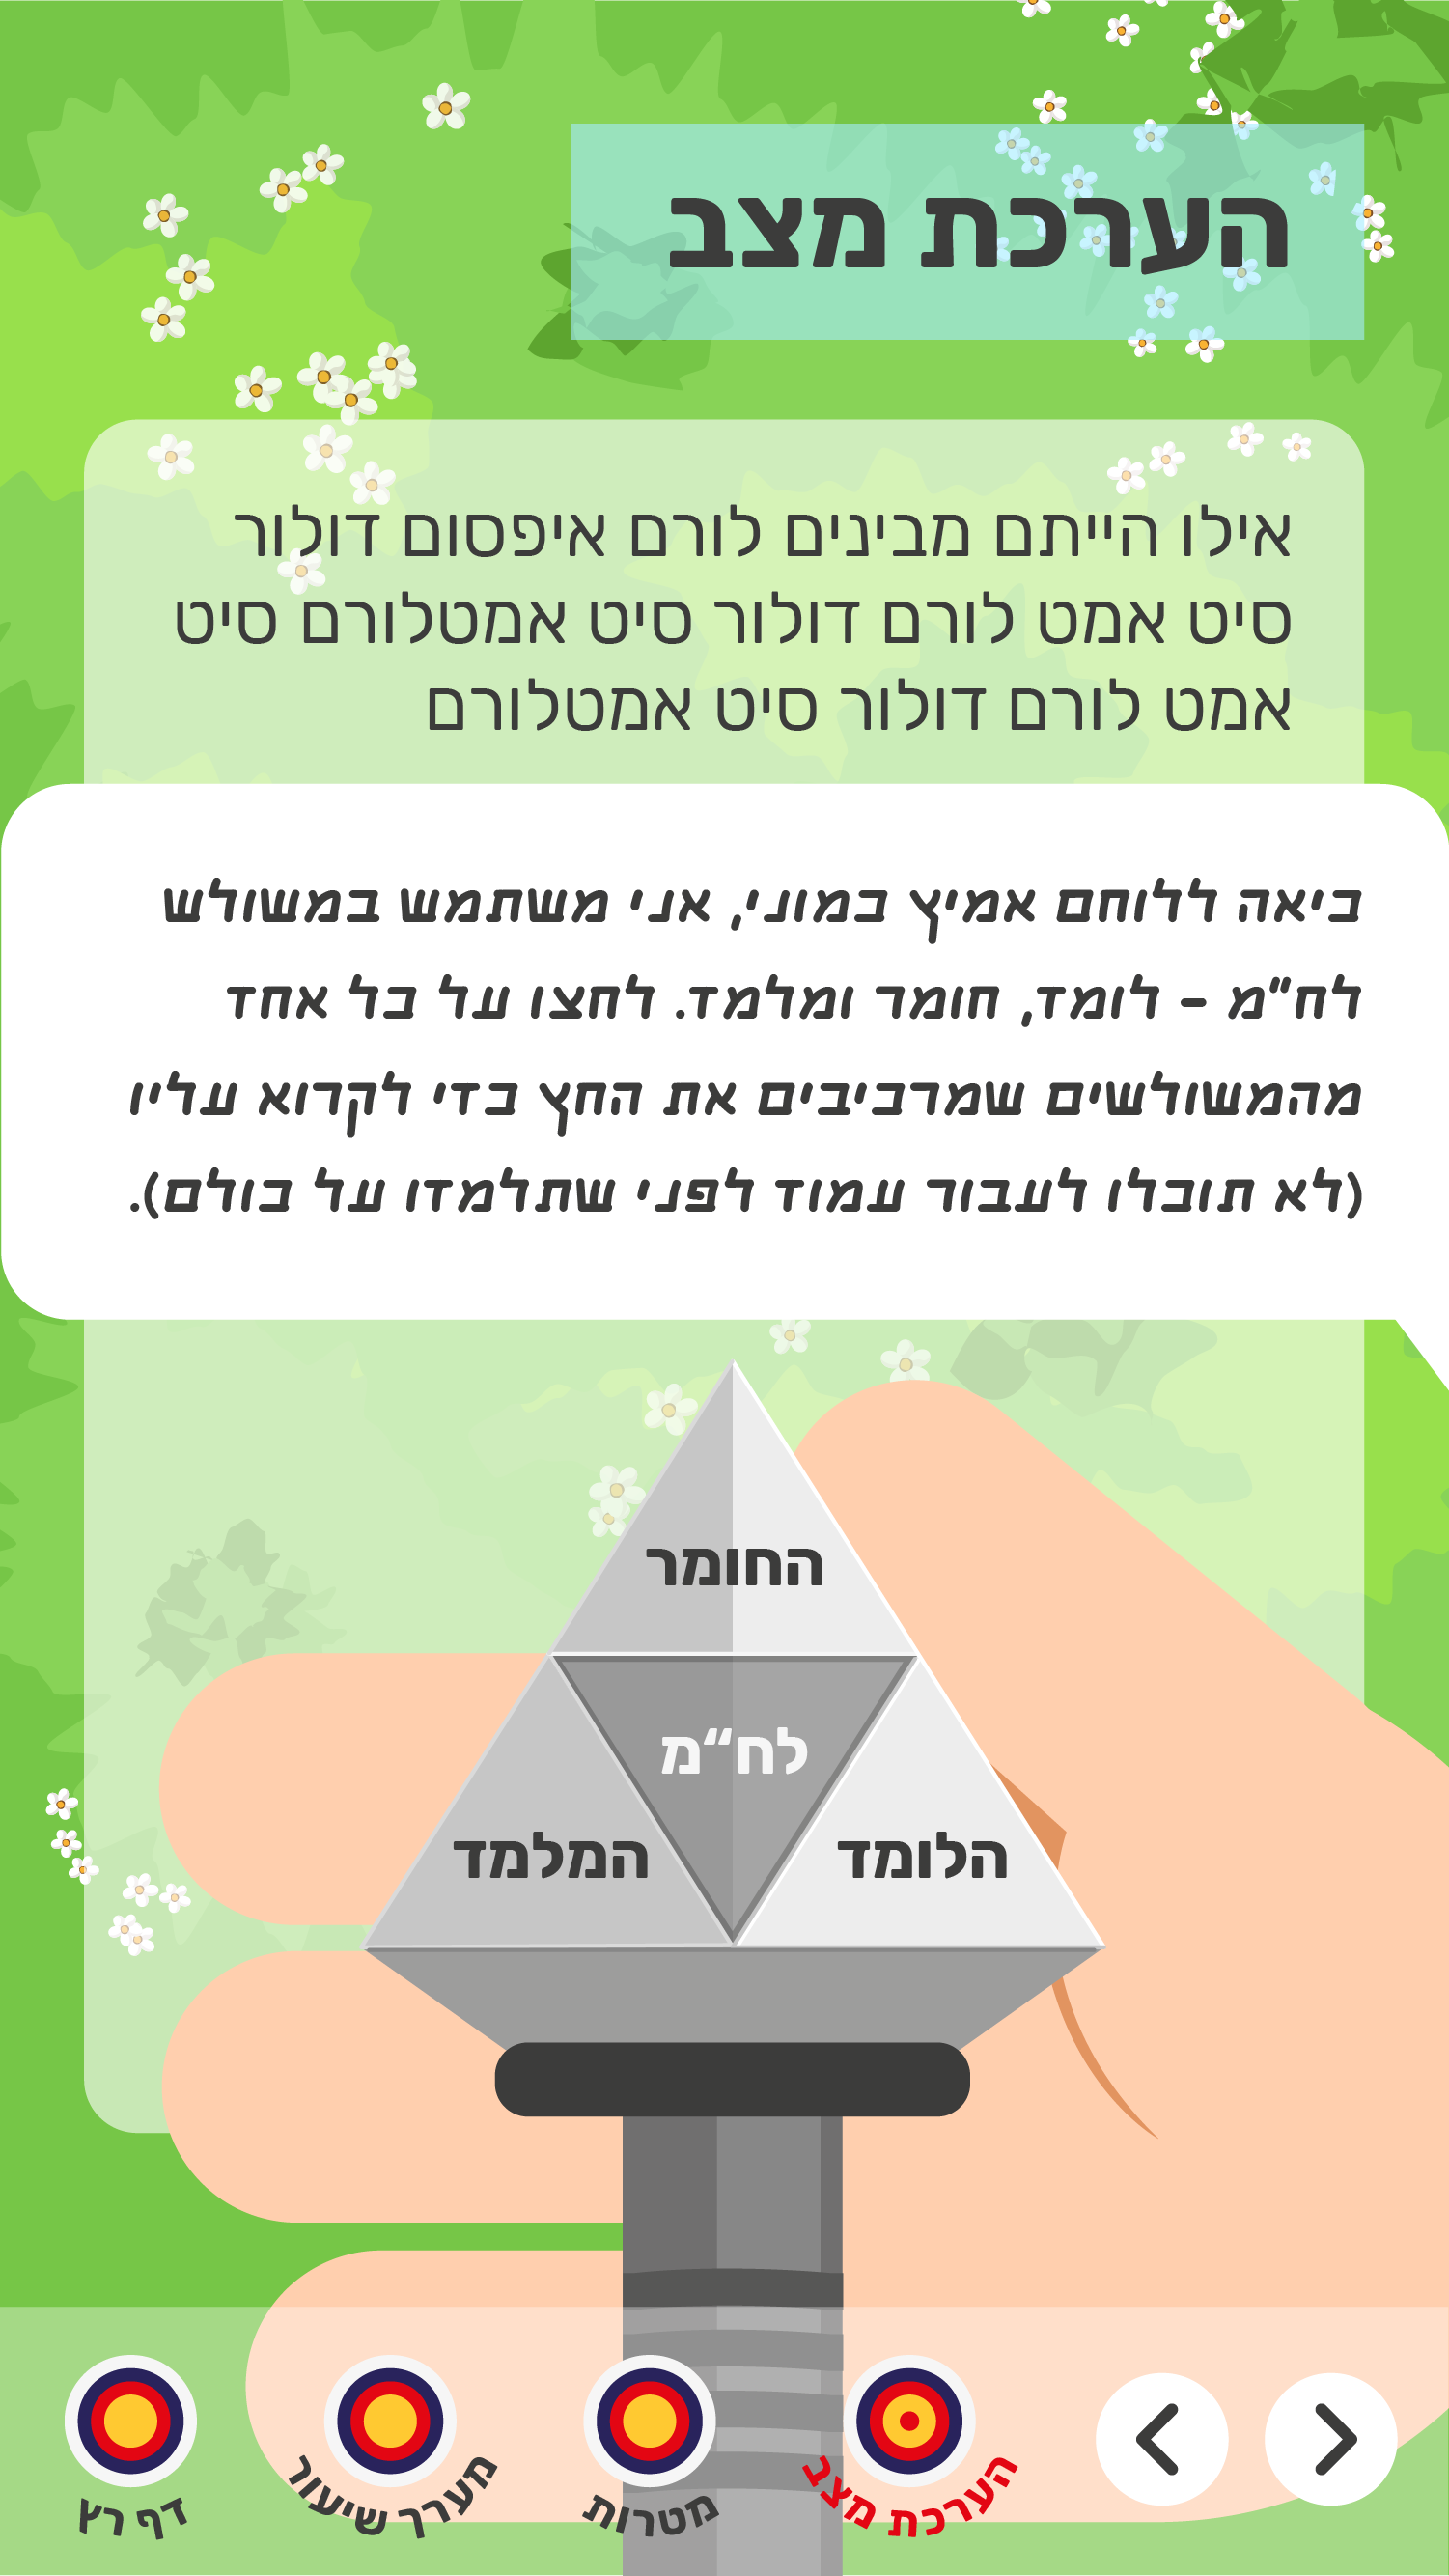 הערכת מצב
אילו הייתם מבינים לורם איפסום דולור
סיט אמט לורם דולור סיט אמטלורם סיט
אמט לורם דולור סיט אמטלורם
כיאה ללוחם אמיץ כמוני, אני משתמש במשולש
לח"מ - לומד, חומר ומלמד. לחצו על כל אחד
מהמשולשים שמרכיבים את החץ כדי לקרוא עליו
(לא תוכלו לעבור עמוד לפני שתלמדו על כולם).
החומר
לח“מ
הלומד
המלמד
הערכת מצב
מטרות
מערך שיעור
דף רץ